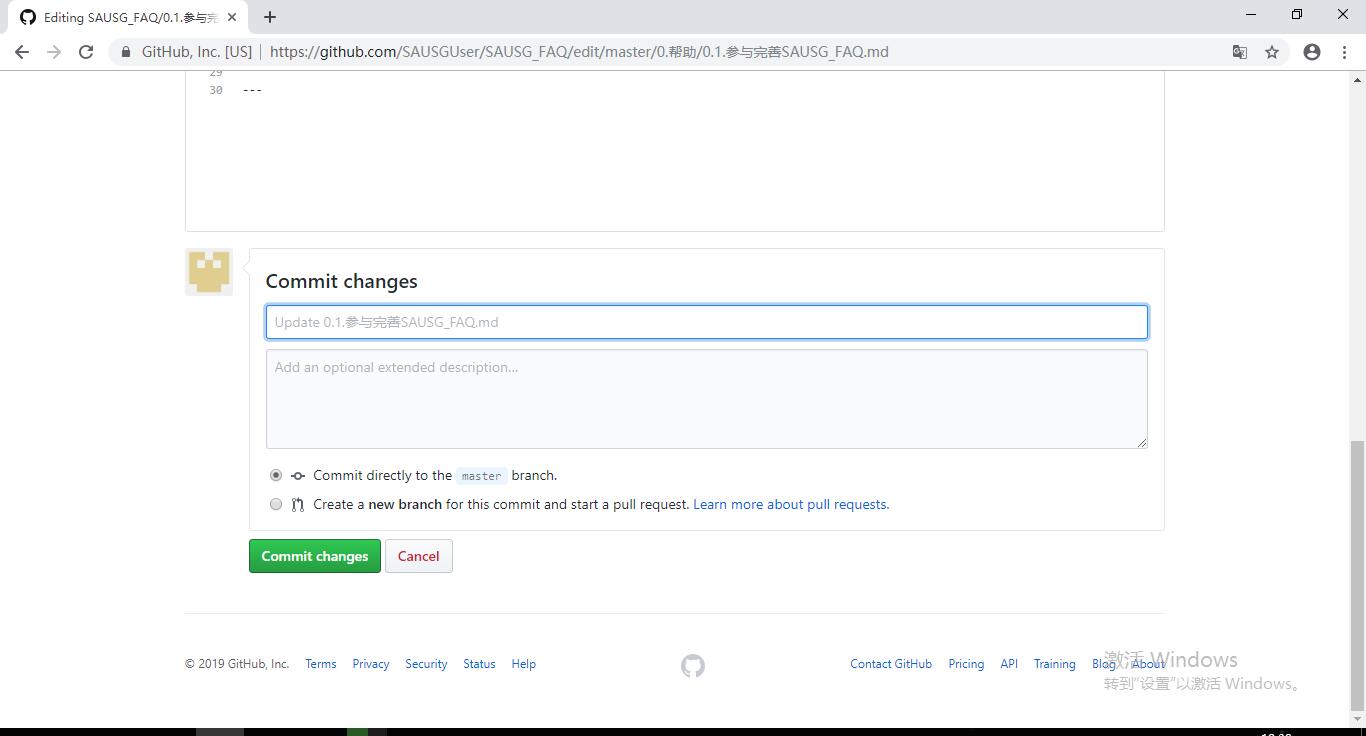 Editing SAUSG_FAQ/0.1.参与完
GitHub, Inc. [US] | https://github.com/SAUSGUser/SAUSG_FAQ/edit/master/0.帮助/0.1.参与完善SAUSG_FAQ.md
29
30 ---
Commit changes
Update 0.1.参与完善SAUSG_FAQ.md
Add an optional extended description...
Commit directly to the master branch.
Create a new branch for this commit and start a pull request. Learn more about pull requests.
Commit changes Cancel
© 2019 GitHub, Inc. Terms Privacy Security Status Help Contact GitHub Pricing API Training Blog About
激活 Windows
转到“设置”以激活 Windows。